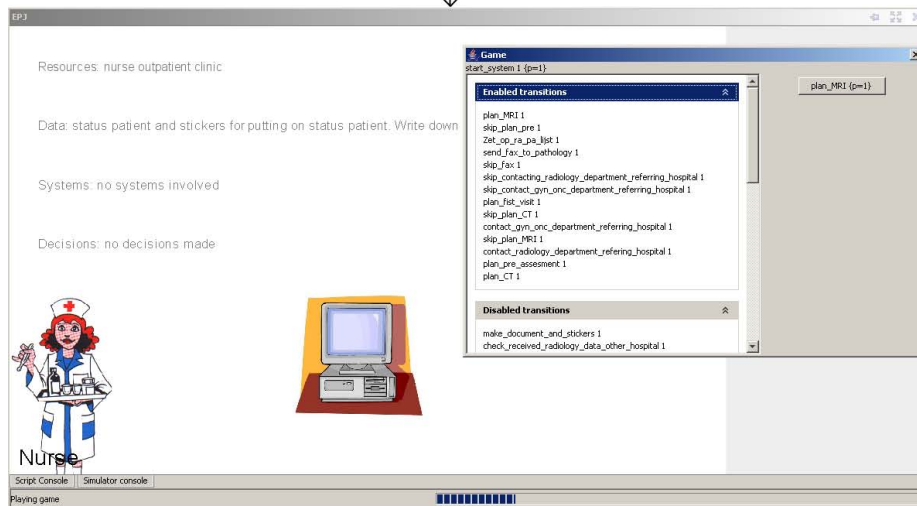 EPJ
Resources: nurse outpatient clinic
Data: status patient and stickers for putting on status patient. Write down
Systems: no systems involved
Decisions: no decisions made
Nurse
Game
start_system 1 {p=1}
Enabled transitions
plan_MRI 1
skip_plan_pre 1
Zet_op_ra_pa_lijst 1
send_fax_to_pathology 1
skip_fax 1
skip_contacting_radiology_department_referring_hospital 1
skip_contact_gyn_onc_department_referring_hospital 1
plan_fist_visit 1
skip_plan_CT 1
contact_gyn_onc_department_referring_hospital 1
skip_plan_MRI 1
contact_radiology_department_refering_hospital 1
plan_pre_assesment 1
plan_CT 1
Disabled transitions
make_document_and_stickers 1
check_received_radiology_data_other_hospital 1
plan_MRI {p=1}
Script Console
Simulator console
Playing game